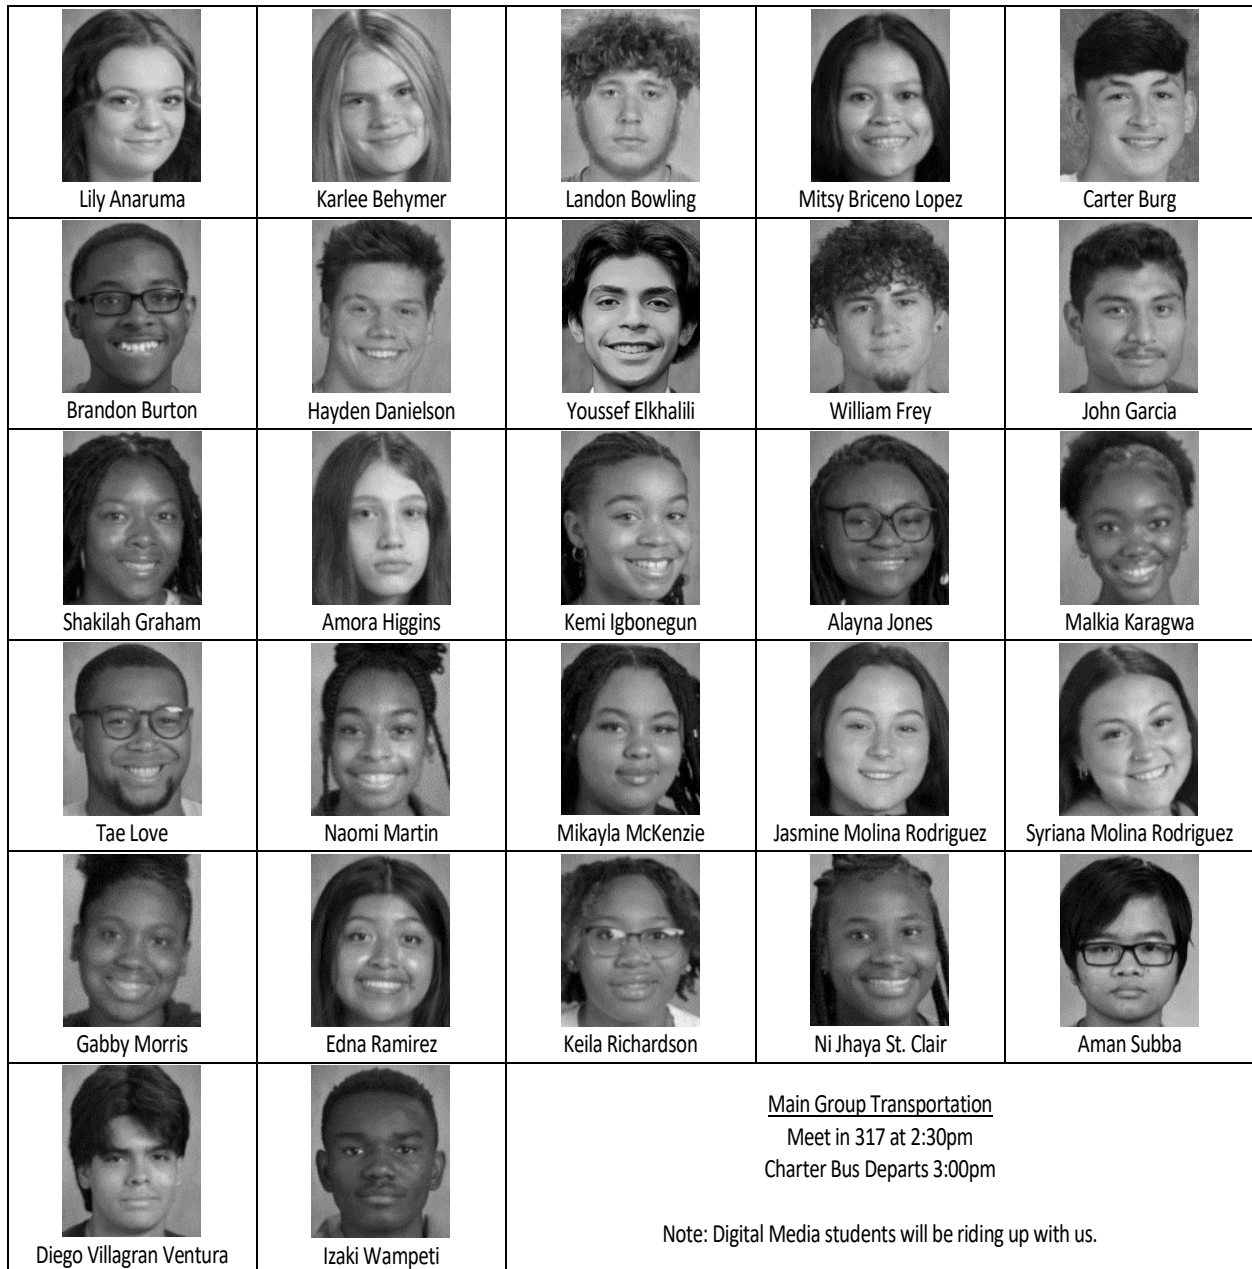 Lily Anaruma
Karlee Behymer
Landon Bowling
Mitsy Briceno Lopez
Carter Burg
Brandon Burton
Hayden Danielson
Youssef Elkhalili
William Frey
John Garcia
Shakilah Graham
Amora Higgins
Kemi Igbonegun
Alayna Jones
Malkia Karagwa
Tae Love
Naomi Martin
Mikayla McKenzie
Jasmine Molina Rodriguez
Syriana Molina Rodriguez
Gabby Morris
Edna Ramirez
Keila Richardson
Ni Jhaya St. Clair
Aman Subba
Diego Villagran Ventura
Izaki Wampeti
Main Group Transportation
Meet in 317 at 2:30pm
Charter Bus Departs 3:00pm
Note: Digital Media students will be riding up with us.